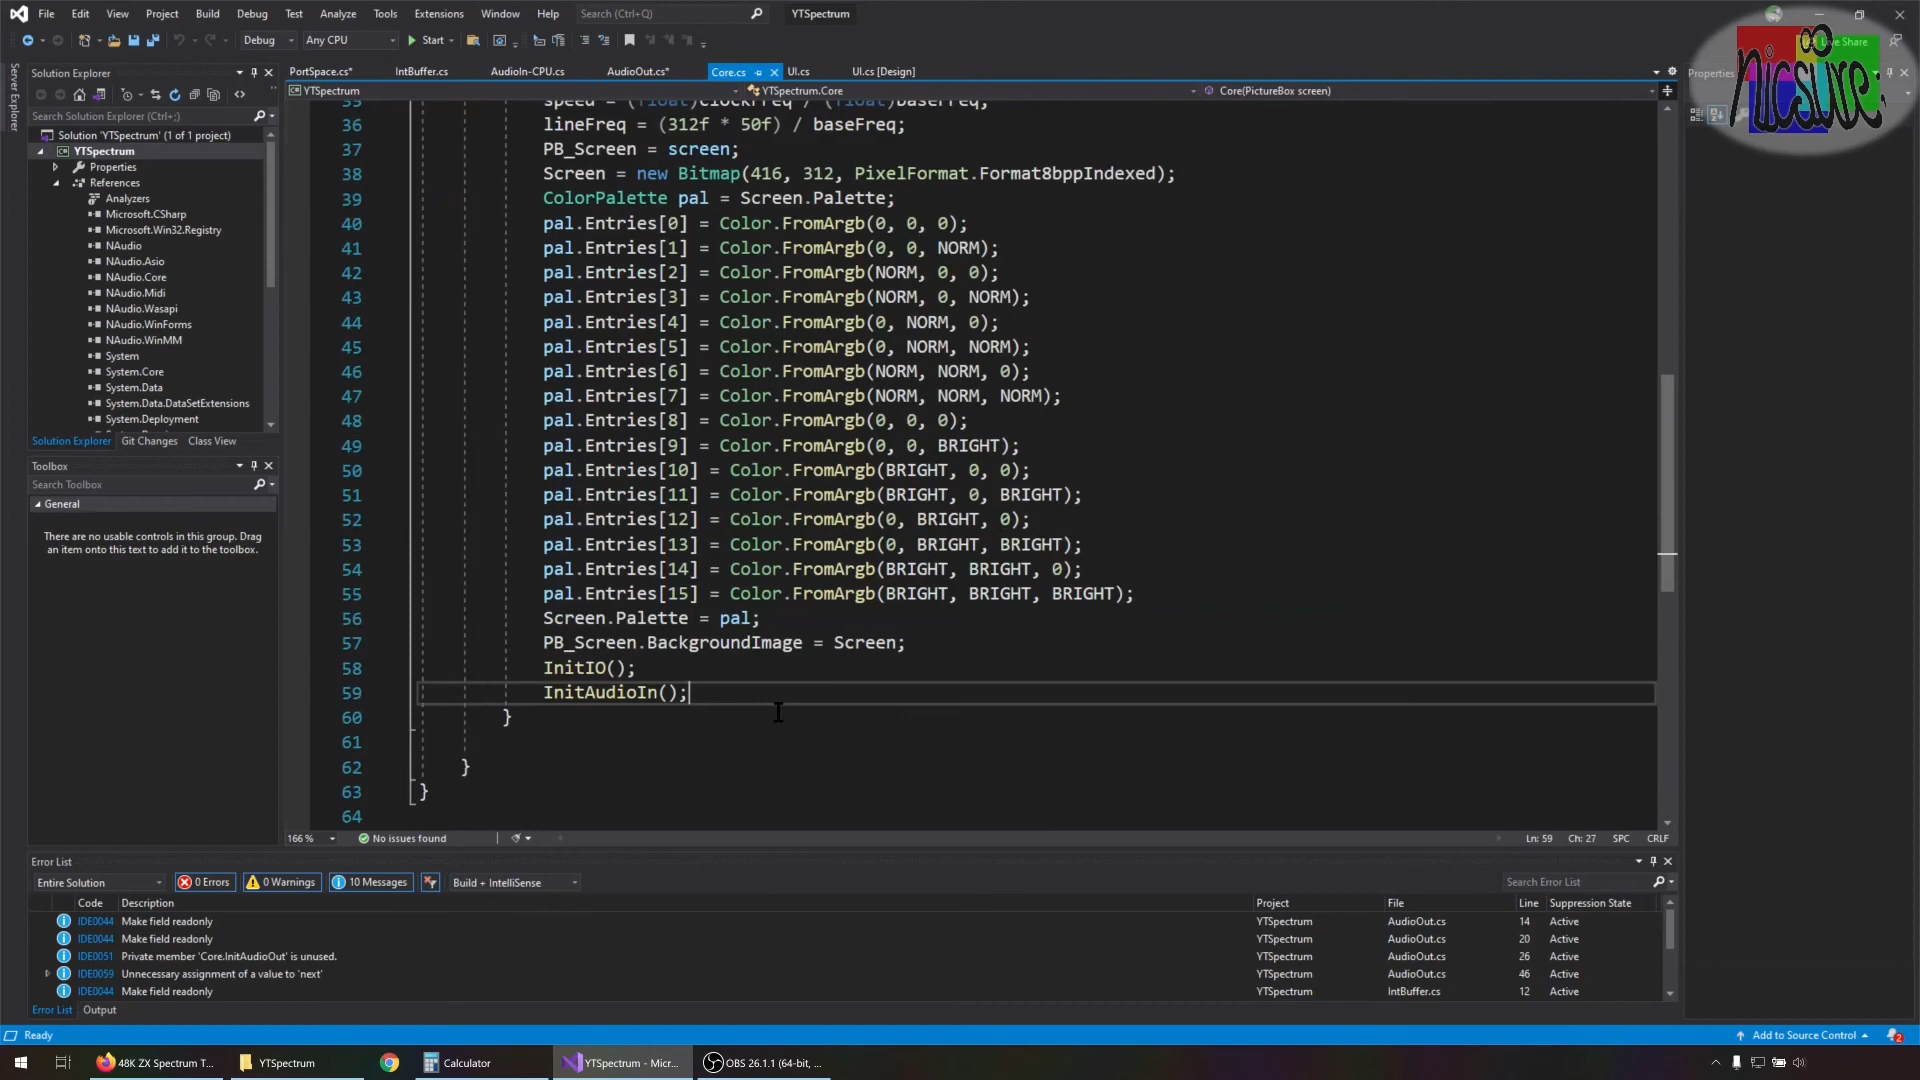 File Edit View Project Build Debug Test Analyze Tools Extensions Window Help Search (Ctrl+Q) YTSpectrum
Debug Any CPU Start Live Share
nicsure
Server Explorer
Solution Explorer
Search Solution Explorer (Ctrl+;)
Solution 'YTSpectrum' (1 of 1 project)
YTSpectrum
Properties
References
Analyzers
Microsoft.CSharp
Microsoft.Win32.Registry
NAudio
NAudio.Asio
NAudio.Core
NAudio.Midi
NAudio.Wasapi
NAudio.WinForms
NAudio.WinMM
System
System.Core
System.Data
System.Data.DataSetExtensions
System.Deployment
Solution Explorer Git Changes Class View
Toolbox
Search Toolbox
General
There are no usable controls in this group. Drag
an item onto this text to add it to the toolbox.
PortSpace.cs* IntBuffer.cs AudioIn-CPU.cs AudioOut.cs* Core.cs UI.cs UI.cs [Design]
YTSpectrum YTSpectrum.Core Core(PictureBox screen)
35 speed = (float)clockFreq / (float)baseFreq;
36 lineFreq = (312f * 50f) / baseFreq;
37 PB_Screen = screen;
38 Screen = new Bitmap(416, 312, PixelFormat.Format8bppIndexed);
39 ColorPalette pal = Screen.Palette;
40 pal.Entries[0] = Color.FromArgb(0, 0, 0);
41 pal.Entries[1] = Color.FromArgb(0, 0, NORM);
42 pal.Entries[2] = Color.FromArgb(NORM, 0, 0);
43 pal.Entries[3] = Color.FromArgb(NORM, 0, NORM);
44 pal.Entries[4] = Color.FromArgb(0, NORM, 0);
45 pal.Entries[5] = Color.FromArgb(0, NORM, NORM);
46 pal.Entries[6] = Color.FromArgb(NORM, NORM, 0);
47 pal.Entries[7] = Color.FromArgb(NORM, NORM, NORM);
48 pal.Entries[8] = Color.FromArgb(0, 0, 0);
49 pal.Entries[9] = Color.FromArgb(0, 0, BRIGHT);
50 pal.Entries[10] = Color.FromArgb(BRIGHT, 0, 0);
51 pal.Entries[11] = Color.FromArgb(BRIGHT, 0, BRIGHT);
52 pal.Entries[12] = Color.FromArgb(0, BRIGHT, 0);
53 pal.Entries[13] = Color.FromArgb(0, BRIGHT, BRIGHT);
54 pal.Entries[14] = Color.FromArgb(BRIGHT, BRIGHT, 0);
55 pal.Entries[15] = Color.FromArgb(BRIGHT, BRIGHT, BRIGHT);
56 Screen.Palette = pal;
57 PB_Screen.BackgroundImage = Screen;
58 InitIO();
59 InitAudioIn();
60 }
61
62 }
63 }
64
166 % No issues found Ln: 59 Ch: 27 SPC CRLF
Properties
Error List
Entire Solution 0 Errors 0 Warnings 10 Messages Build + IntelliSense Search Error List
Code Description Project File Line Suppression State
IDE0044 Make field readonly YTSpectrum AudioOut.cs 14 Active
IDE0044 Make field readonly YTSpectrum AudioOut.cs 20 Active
IDE0051 Private member 'Core.InitAudioOut' is unused. YTSpectrum AudioOut.cs 26 Active
IDE0059 Unnecessary assignment of a value to 'next' YTSpectrum AudioOut.cs 46 Active
IDE0044 Make field readonly YTSpectrum IntBuffer.cs 12 Active
Error List Output
Ready Add to Source Control 2
48K ZX Spectrum T... YTSpectrum Calculator YTSpectrum - Micr... OBS 26.1.1 (64-bit, ...